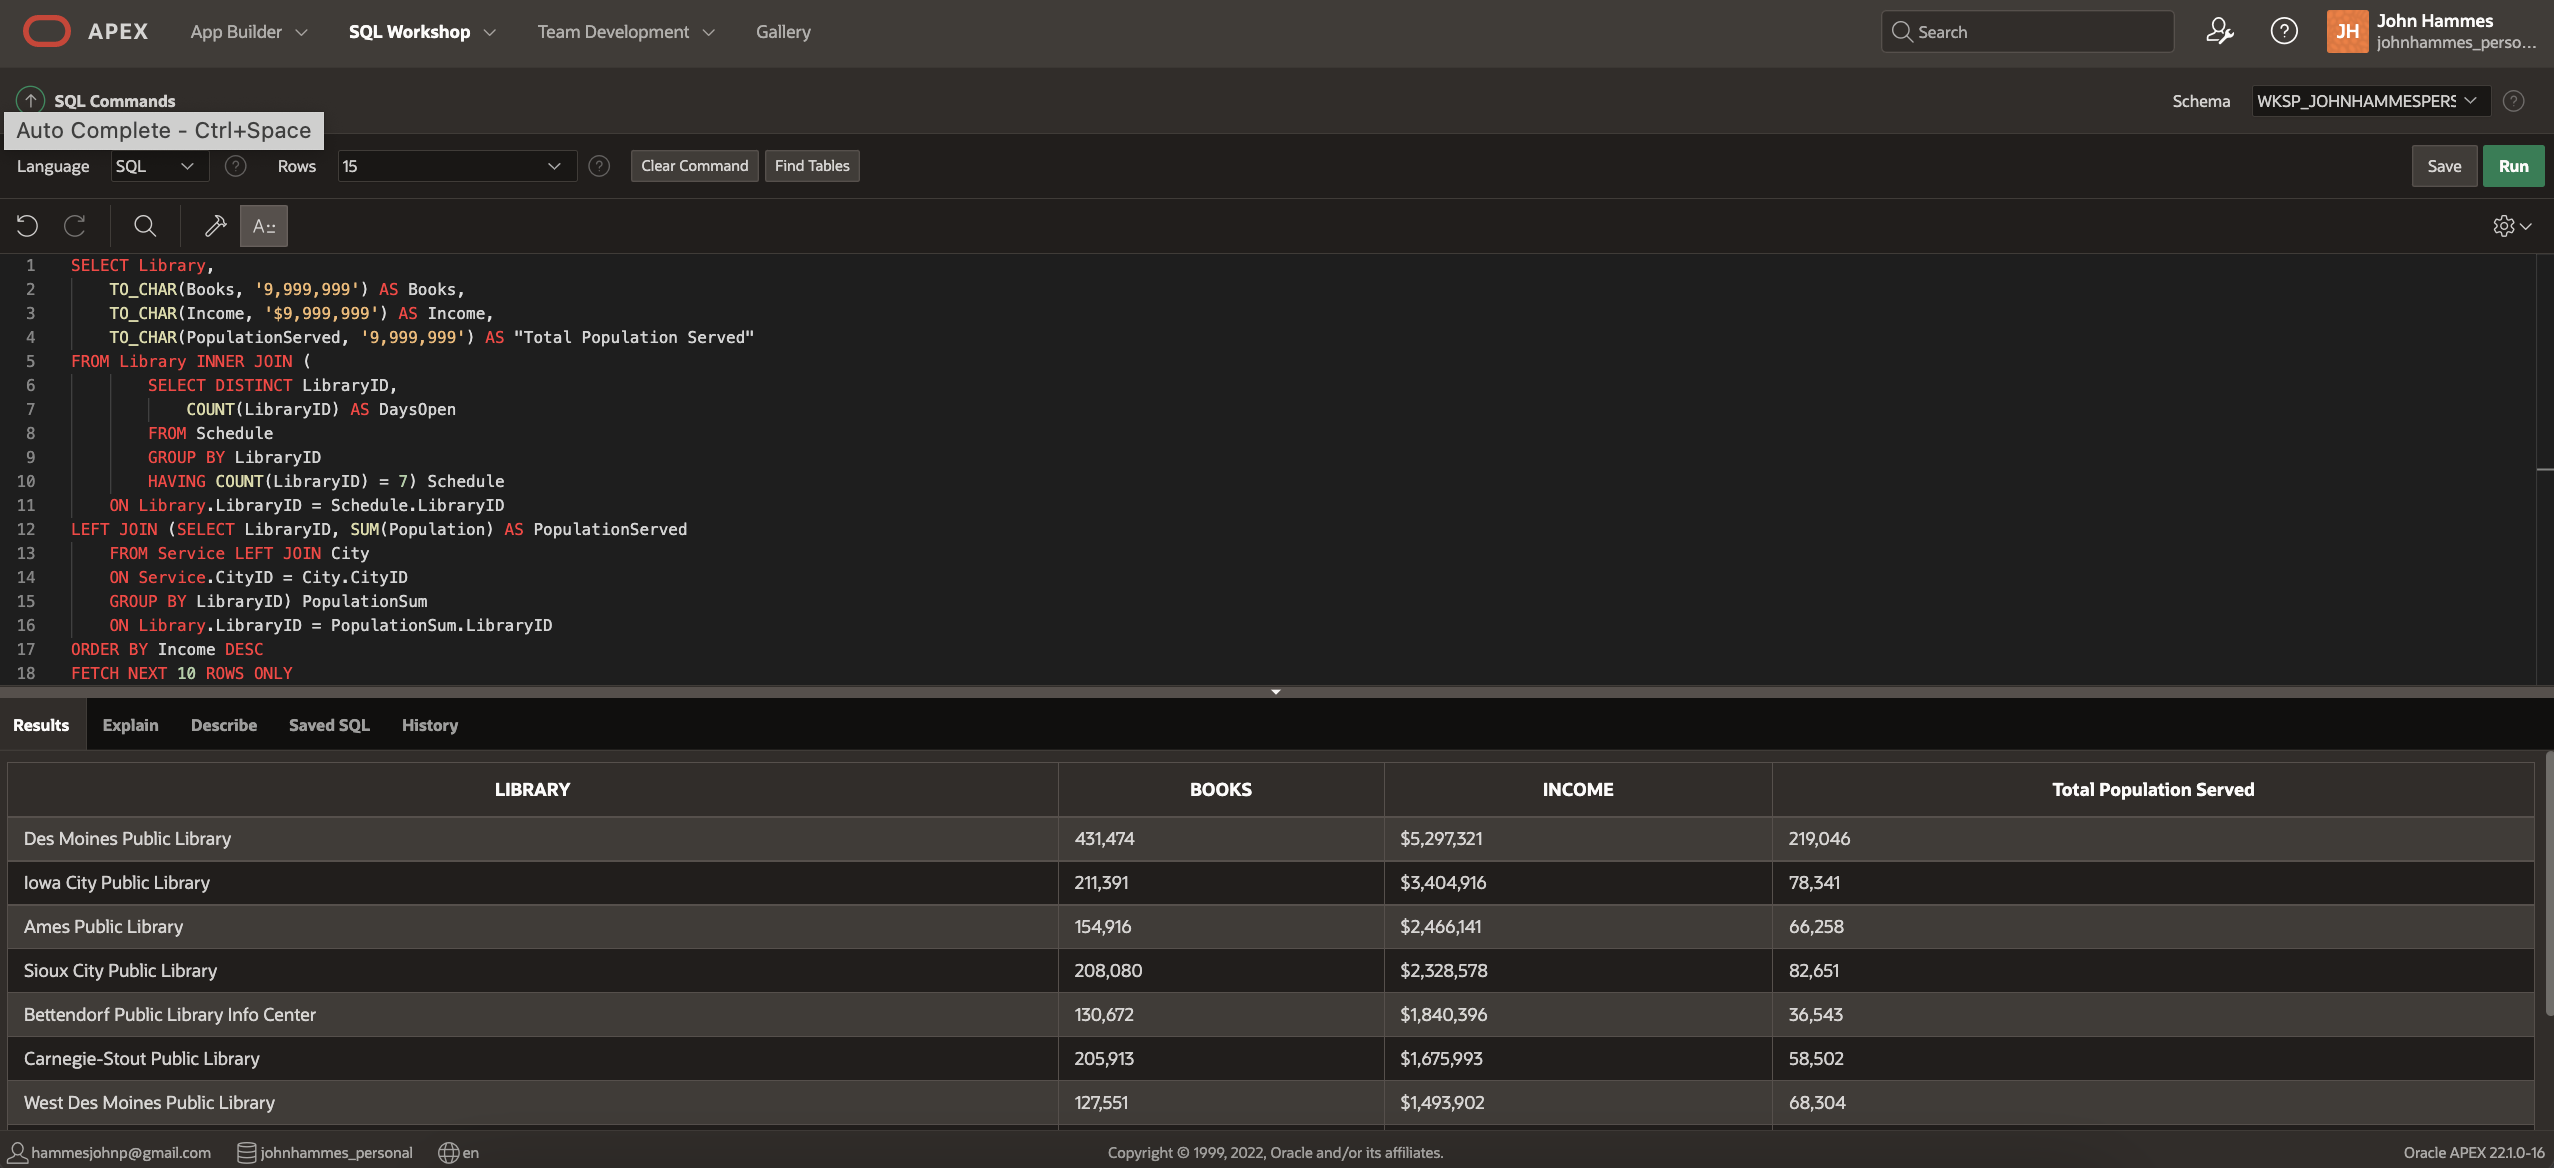 APEX App Builder SQL Workshop Team Development Gallery Search John Hammes
JH johnhammes_perso...
SQL Commands Schema WKSP_JOHNHAMMESPERS
Auto Complete - Ctrl+Space
Language SQL Rows 15 Clear Command Find Tables Save Run
A
1 SELECT Library,
2 TO_CHAR(Books, '9,999,999') AS Books,
3 TO_CHAR(Income, '$9,999,999') AS Income,
4 TO_CHAR(PopulationServed, '9,999,999') AS "Total Population Served"
5 FROM Library INNER JOIN (
6 SELECT DISTINCT LibraryID,
7 COUNT(LibraryID) AS DaysOpen
8 FROM Schedule
9 GROUP BY LibraryID
10 HAVING COUNT(LibraryID) = 7) Schedule
11 ON Library.LibraryID = Schedule.LibraryID
12 LEFT JOIN (SELECT LibraryID, SUM(Population) AS PopulationServed
13 FROM Service LEFT JOIN City
14 ON Service.CityID = City.CityID
15 GROUP BY LibraryID) PopulationSum
16 ON Library.LibraryID = PopulationSum.LibraryID
17 ORDER BY Income DESC
18 FETCH NEXT 10 ROWS ONLY
Results Explain Describe Saved SQL History
LIBRARY BOOKS INCOME Total Population Served
Des Moines Public Library 431,474 $5,297,321 219,046
Iowa City Public Library 211,391 $3,404,916 78,341
Ames Public Library 154,916 $2,466,141 66,258
Sioux City Public Library 208,080 $2,328,578 82,651
Bettendorf Public Library Info Center 130,672 $1,840,396 36,543
Carnegie-Stout Public Library 205,913 $1,675,993 58,502
West Des Moines Public Library 127,551 $1,493,902 68,304
hammesjohnp@gmail.com johnhammes_personal en Copyright © 1999, 2022, Oracle and/or its affiliates. Oracle APEX 22.1.0-16